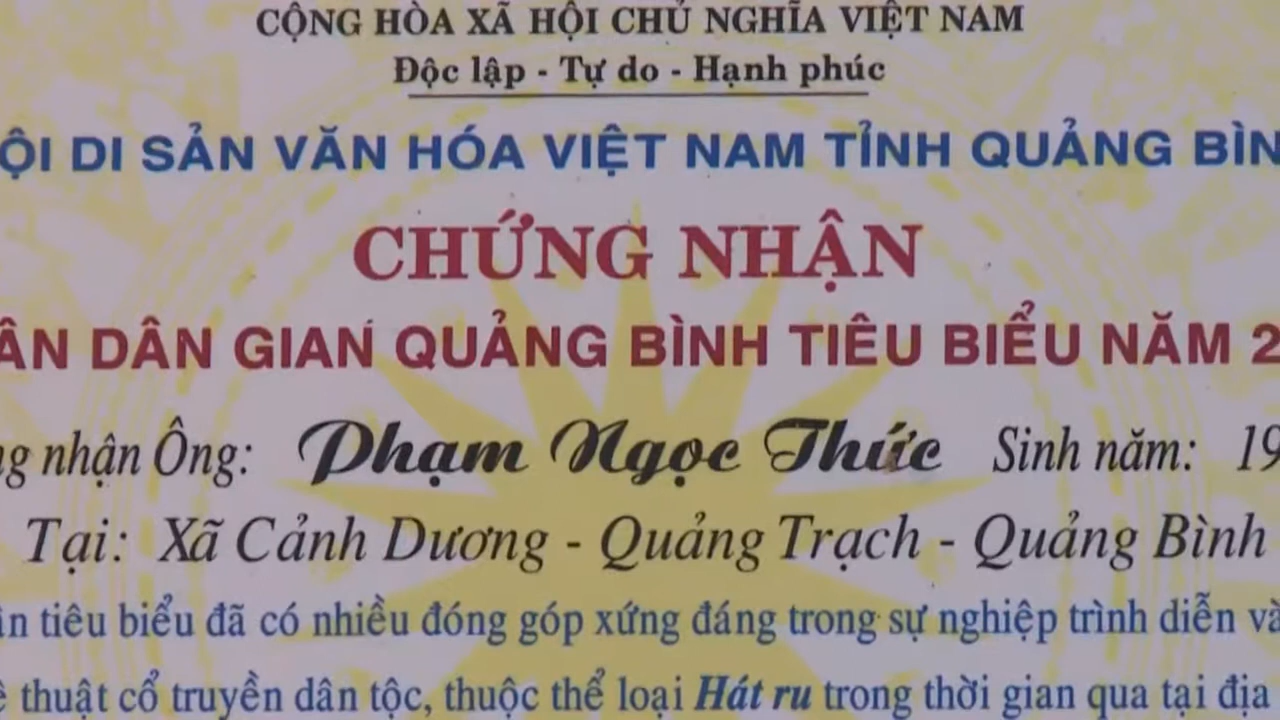 CỘNG HÒA XÃ HỘI CHỦ NGHĨA VIỆT NAM
Độc lập - Tự do - Hạnh phúc
ỘI DI SẢN VĂN HÓA VIỆT NAM TỈNH QUẢNG BÌN
CHỨNG NHẬN
ÂN DÂN GIAN QUẢNG BÌNH TIÊU BIỂU NĂM 2
nhận Ông: Phạm Ngọc Thức Sinh năm: 19
Tại: Xã Cảnh Dương - Quảng Trạch - Quảng Bình
tiêu biểu đã có nhiều đóng góp xứng đáng trong sự nghiệp trình diễn và
thuật cổ truyền dân tộc, thuộc thể loại Hát ru trong thời gian qua tại địa